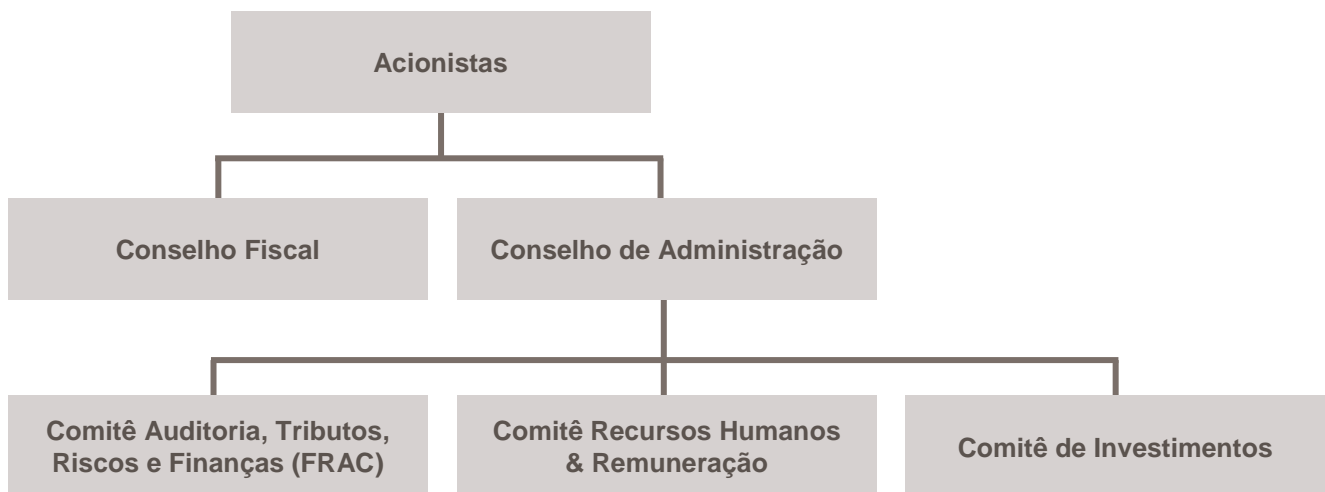 Acionistas
Conselho Fiscal
Conselho de Administração
Comitê Auditoria, Tributos,
Riscos e Finanças (FRAC)
Comitê Recursos Humanos
& Remuneração
Comitê de Investimentos